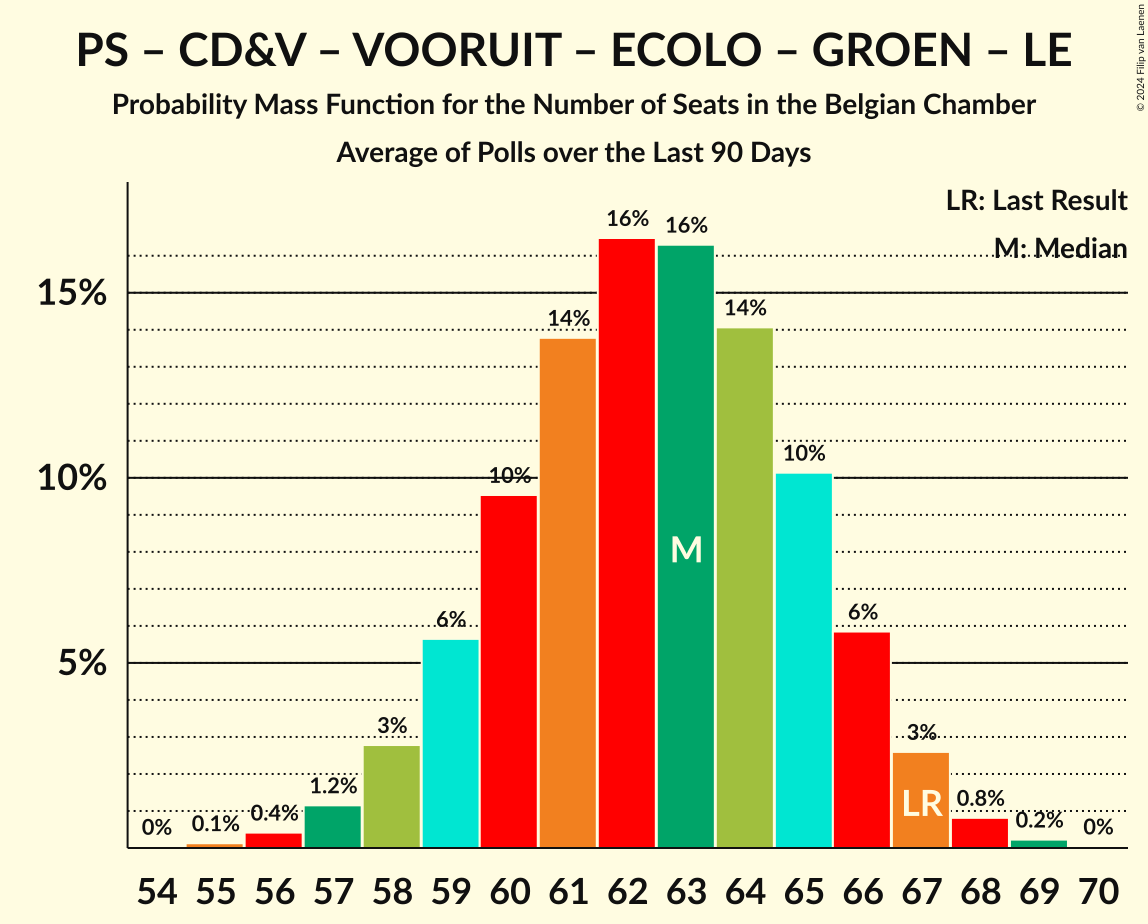 PS – CD&V – VOORUIT – ECOLO – GROEN – LE
Probability Mass Function for the Number of Seats in the Belgian Chamber
Average of Polls over the Last 90 Days
© 2024 Filip van Laenen
LR: Last Result
M: Median
15%
10%
5%
0%
0.1%
0.4%
1.2%
3%
6%
10%
14%
16%
16%
14%
10%
6%
3%
0.8%
0.2%
0%
M
LR
54 55 56 57 58 59 60 61 62 63 64 65 66 67 68 69 70